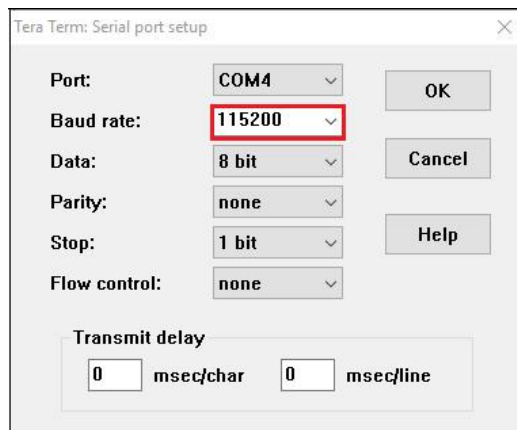 Tera Term: Serial port setup
Port: COM4 OK
Baud rate: 115200
Data: 8 bit Cancel
Parity: none
Stop: 1 bit Help
Flow control: none
Transmit delay
0 msec/char 0 msec/line